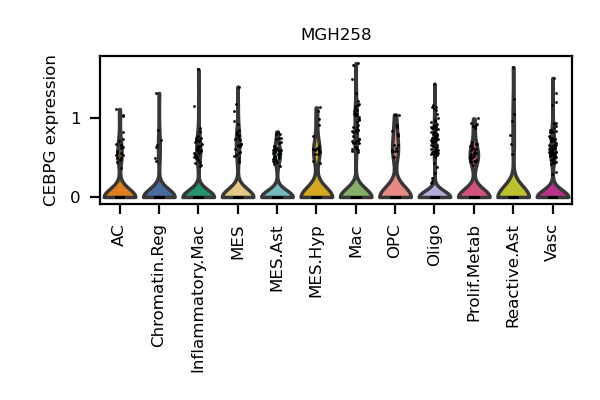 MGH258
CEBPG expression
1
0
AC
Chromatin.Reg
Inflammatory.Mac
MES
MES.Ast
MES.Hyp
Mac
OPC
Oligo
Prolif.Metab
Reactive.Ast
Vasc